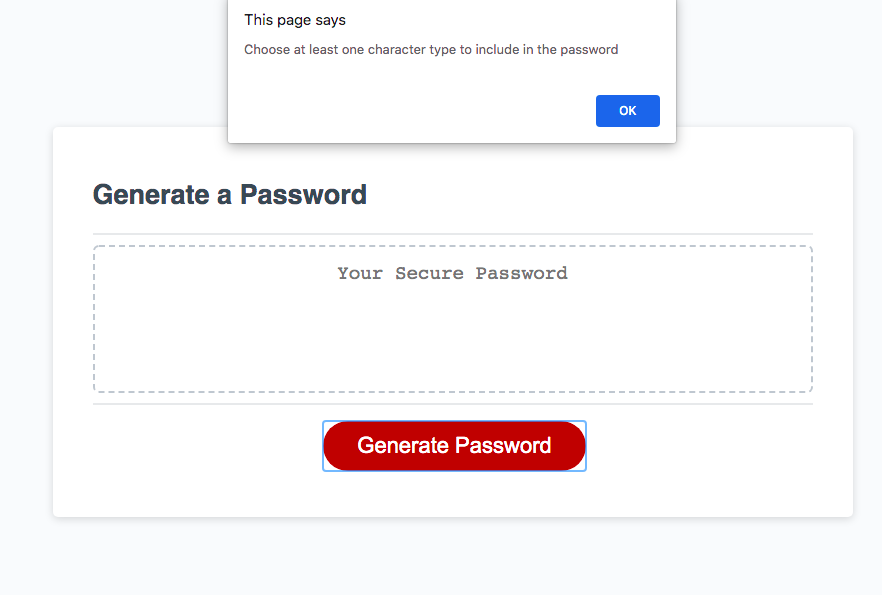 This page says
Choose at least one character type to include in the password
OK
Generate a Password
Your Secure Password
Generate Password